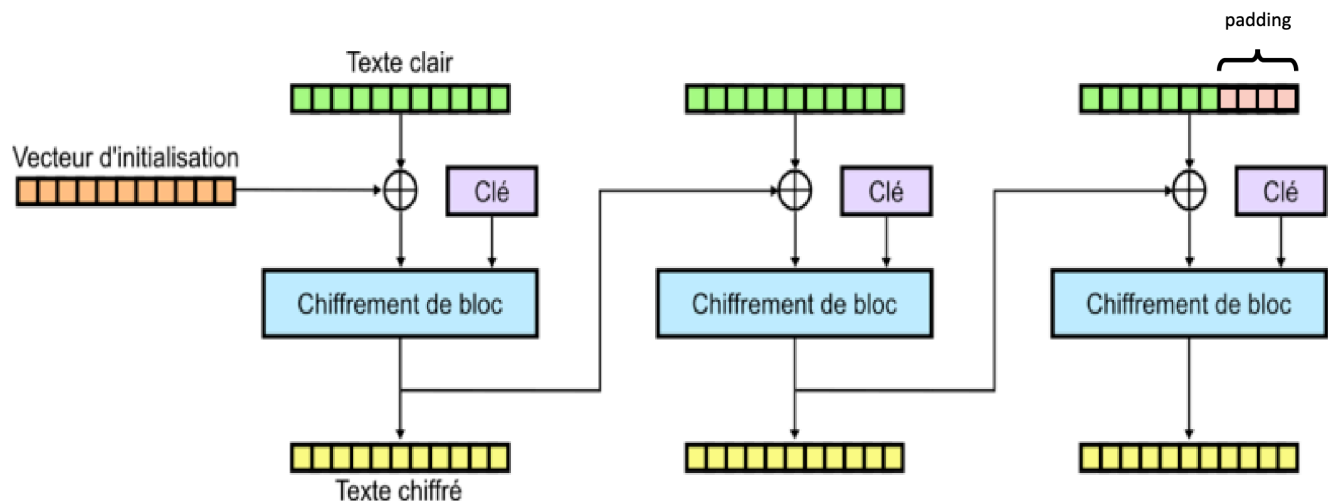 padding
Texte clair
Vecteur d'initialisation
Clé
Clé
Clé
Chiffrement de bloc
Chiffrement de bloc
Chiffrement de bloc
Texte chiffré